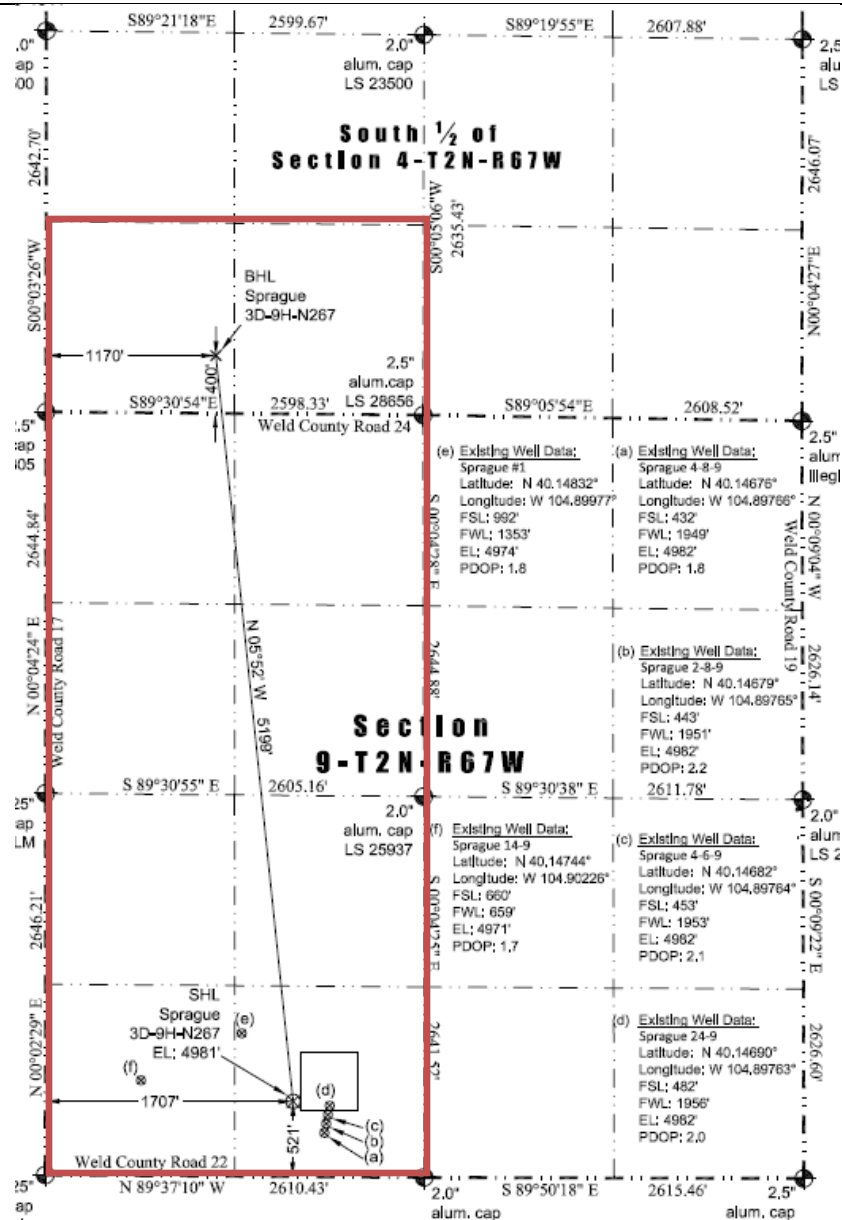 S89°21'18"E 2599.67'
S89°19'55"E 2607.88'
2.0"
alum. cap
LS 23500
South ½ of
Section 4-T2N-R67W
2642.70'
2646.07'
S00°05'06"W
2635.43'
S00°03'26"W
N00°04'27"E
BHL
Sprague
3D-9H-N267
1170'
400'
2.5"
alum.cap
LS 28656
S89°30'54"E 2598.33'
S89°05'54"E 2608.52'
Weld County Road 24
(e) Existing Well Data:
Sprague #1
Latitude: N 40.14832°
Longitude: W 104.89977°
FSL: 992'
FWL: 1353'
EL: 4974'
PDOP: 1.8
(a) Existing Well Data:
Sprague 4-8-9
Latitude: N 40.14676°
Longitude: W 104.89766°
FSL: 432'
FWL: 1949'
EL: 4982'
PDOP: 1.8
2.5"
2644.84'
S 00°04'28" E
N 00°09'04" W
Weld County Road 19
N 00°04'24" E
Weld County Road 17
N 05°52' W 5199'
2644.88'
2626.14'
(b) Existing Well Data:
Sprague 2-8-9
Latitude: N 40.14679°
Longitude: W 104.89765°
FSL: 443'
FWL: 1951'
EL: 4982'
PDOP: 2.2
Section
9-T2N-R67W
S 89°30'55" E 2605.16'
S 89°30'38" E 2611.78'
2.0"
alum. cap
LS 25937
2.0"
(f) Existing Well Data:
Sprague 14-9
Latitude: N 40.14744°
Longitude: W 104.90226°
FSL: 660'
FWL: 659'
EL: 4971'
PDOP: 1.7
(c) Existing Well Data:
Sprague 4-6-9
Latitude: N 40.14682°
Longitude: W 104.89764°
FSL: 453'
FWL: 1953'
EL: 4982'
PDOP: 2.1
2646.21'
S 00°04'25" E
S 00°09'22" E
N 00°02'29" E
2641.52'
2626.60'
SHL
Sprague
3D-9H-N267
EL: 4981'
(e)
(f)
(d)
(c)
(b)
(a)
1707'
521'
(d) Existing Well Data:
Sprague 24-9
Latitude: N 40.14690°
Longitude: W 104.89763°
FSL: 482'
FWL: 1956'
EL: 4982'
PDOP: 2.0
Weld County Road 22
N 89°37'10" W 2610.43'
S 89°50'18" E 2615.46'
2.0"
alum. cap
2.5"
alum. cap